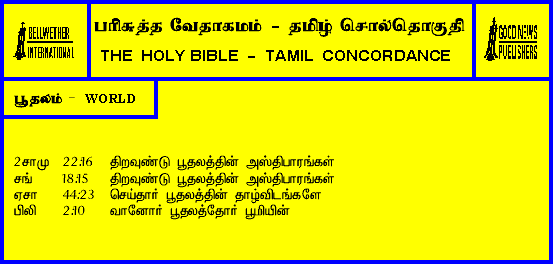 BELLWETHER
INTERNATIONAL
பரிசுத்த வேதாகமம் - தமிழ் சொல்தொகுதி
THE HOLY BIBLE - TAMIL CONCORDANCE
GOOD NEWS
PUBLISHERS
பூதலம் - WORLD
2சாமு 22:16 திறவுண்டு பூதலத்தின் அஸ்திபாரங்கள்
சங் 18:15 திறவுண்டு பூதலத்தின் அஸ்திபாரங்கள்
ஏசா 44:23 செய்தார் பூதலத்தின் தாழ்விடங்களே
பிலி 2:10 வானோர் பூதலத்தோர் பூமியின்